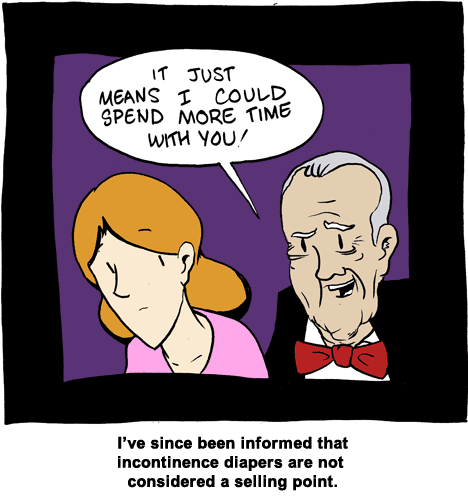 IT JUST
MEANS I COULD
SPEND MORE TIME
WITH YOU!
I've since been informed that
incontinence diapers are not
considered a selling point.